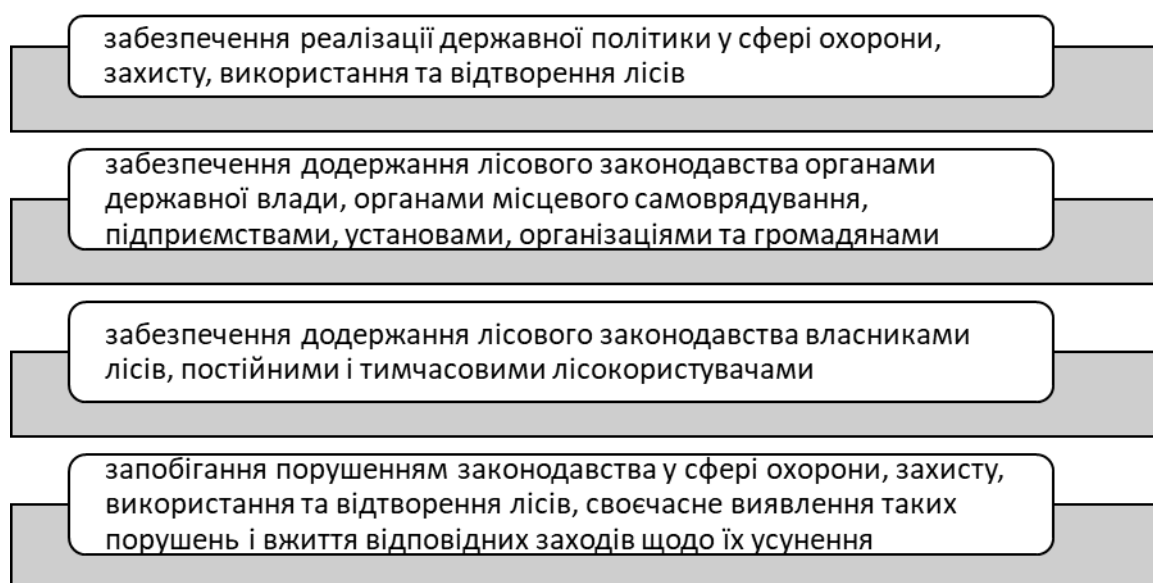 забезпечення реалізації державної політики у сфері охорони,
захисту, використання та відтворення лісів
забезпечення додержання лісового законодавства органами
державної влади, органами місцевого самоврядування,
підприємствами, установами, організаціями та громадянами
забезпечення додержання лісового законодавства власниками
лісів, постійними і тимчасовими лісокористувачами
запобігання порушенням законодавства у сфері охорони, захисту,
використання та відтворення лісів, своєчасне виявлення таких
порушень і вжиття відповідних заходів щодо їх усунення